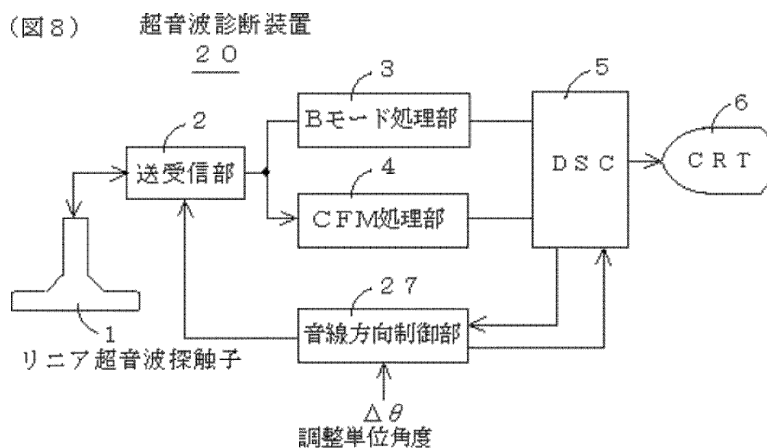 (図8) 超音波診断装置
20
3
5
Bモード処理部
6
2
送受信部
DSC
CRT
4
CFM処理部
27
1
音線方向制御部
リニア超音波探触子
Δθ
調整単位角度